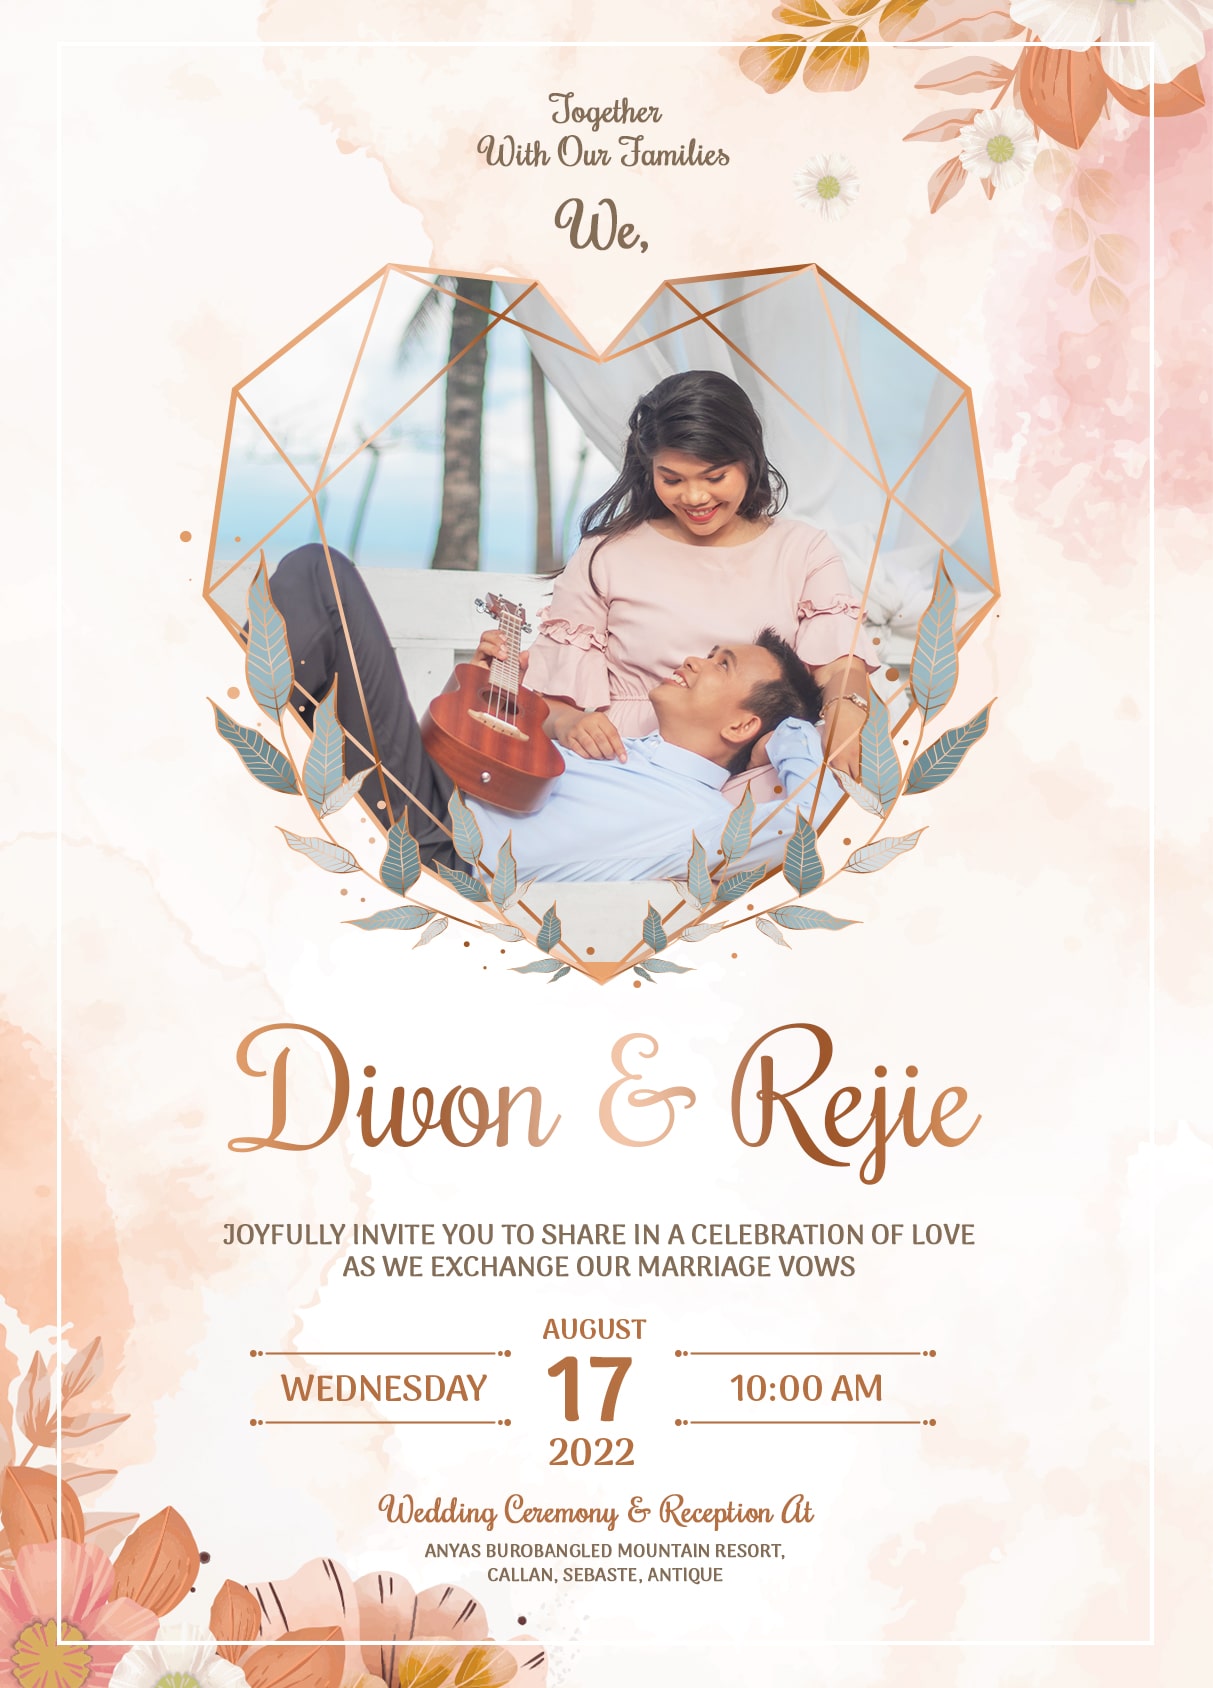 Together
With Our Families
We,
Divon & Rejie
JOYFULLY INVITE YOU TO SHARE IN A CELEBRATION OF LOVE
AS WE EXCHANGE OUR MARRIAGE VOWS
AUGUST
WEDNESDAY 17 10:00 AM
2022
Wedding Ceremony & Reception At
ANYAS BUROBANGLED MOUNTAIN RESORT,
CALLAN, SEBASTE, ANTIQUE